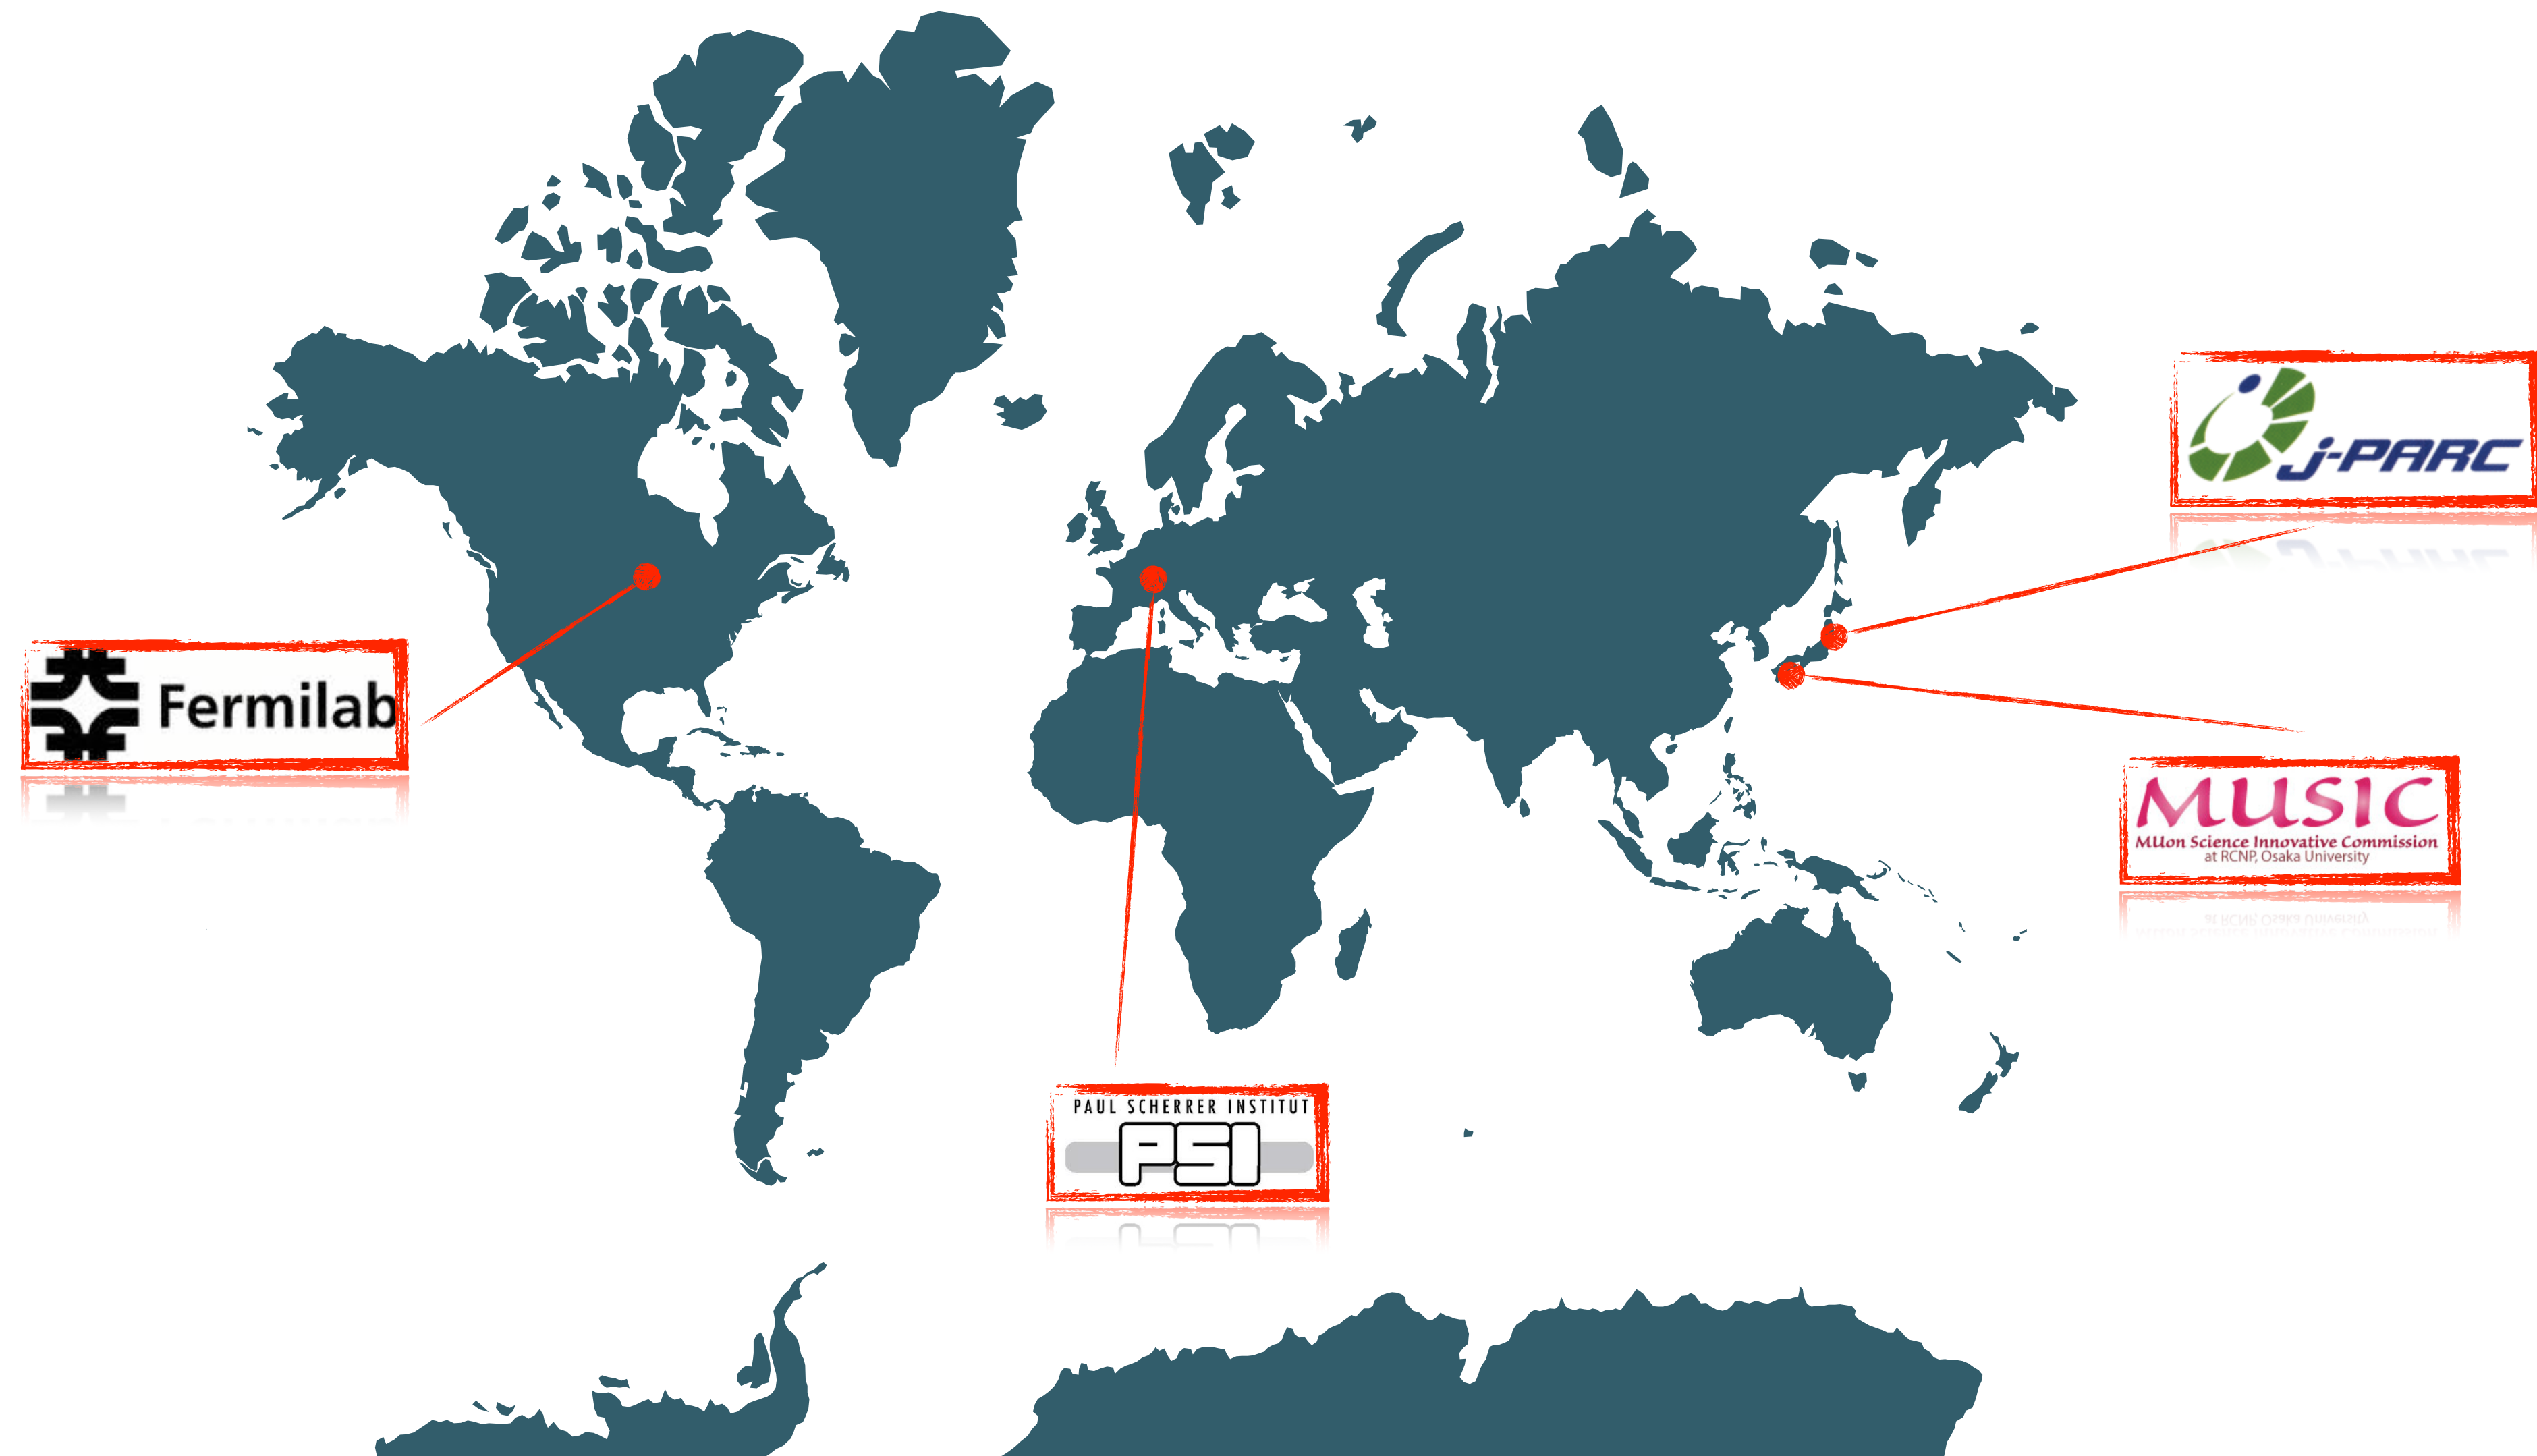 j-PARC
Fermilab
MUSIC
MUon Science Innovative Commission
at RCNP, Osaka University
PAUL SCHERRER INSTITUT
PSI